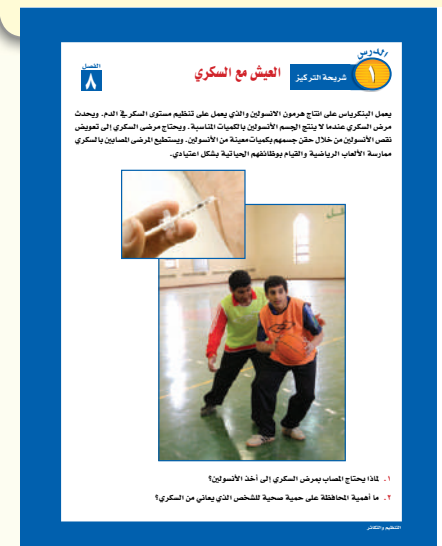 الدرس
١
شريحة التركيز
العيش مع السكري
الفصل
٨
يعمل البنكرياس على انتاج هرمون الانسولين والذي يعمل على تنظيم مستوى السكر في الدم. ويحدث
مرض السكري عندما لا ينتج الجسم الأنسولين بالكميات المناسبة. ويحتاج مرضى السكري إلى تعويض
نقص الأنسولين من خلال حقن جسمهم بكميات معينة من الأنسولين. ويستطيع المرضى المصابين بالسكري
ممارسة الألعاب الرياضية والقيام بوظائفهم الحياتية بشكل اعتيادي.
١. لماذا يحتاج المصاب بمرض السكري إلى أخذ الأنسولين؟
٢. ما أهمية المحافظة على حمية صحية للشخص الذي يعاني من السكري؟
التنظيم والتكاثر